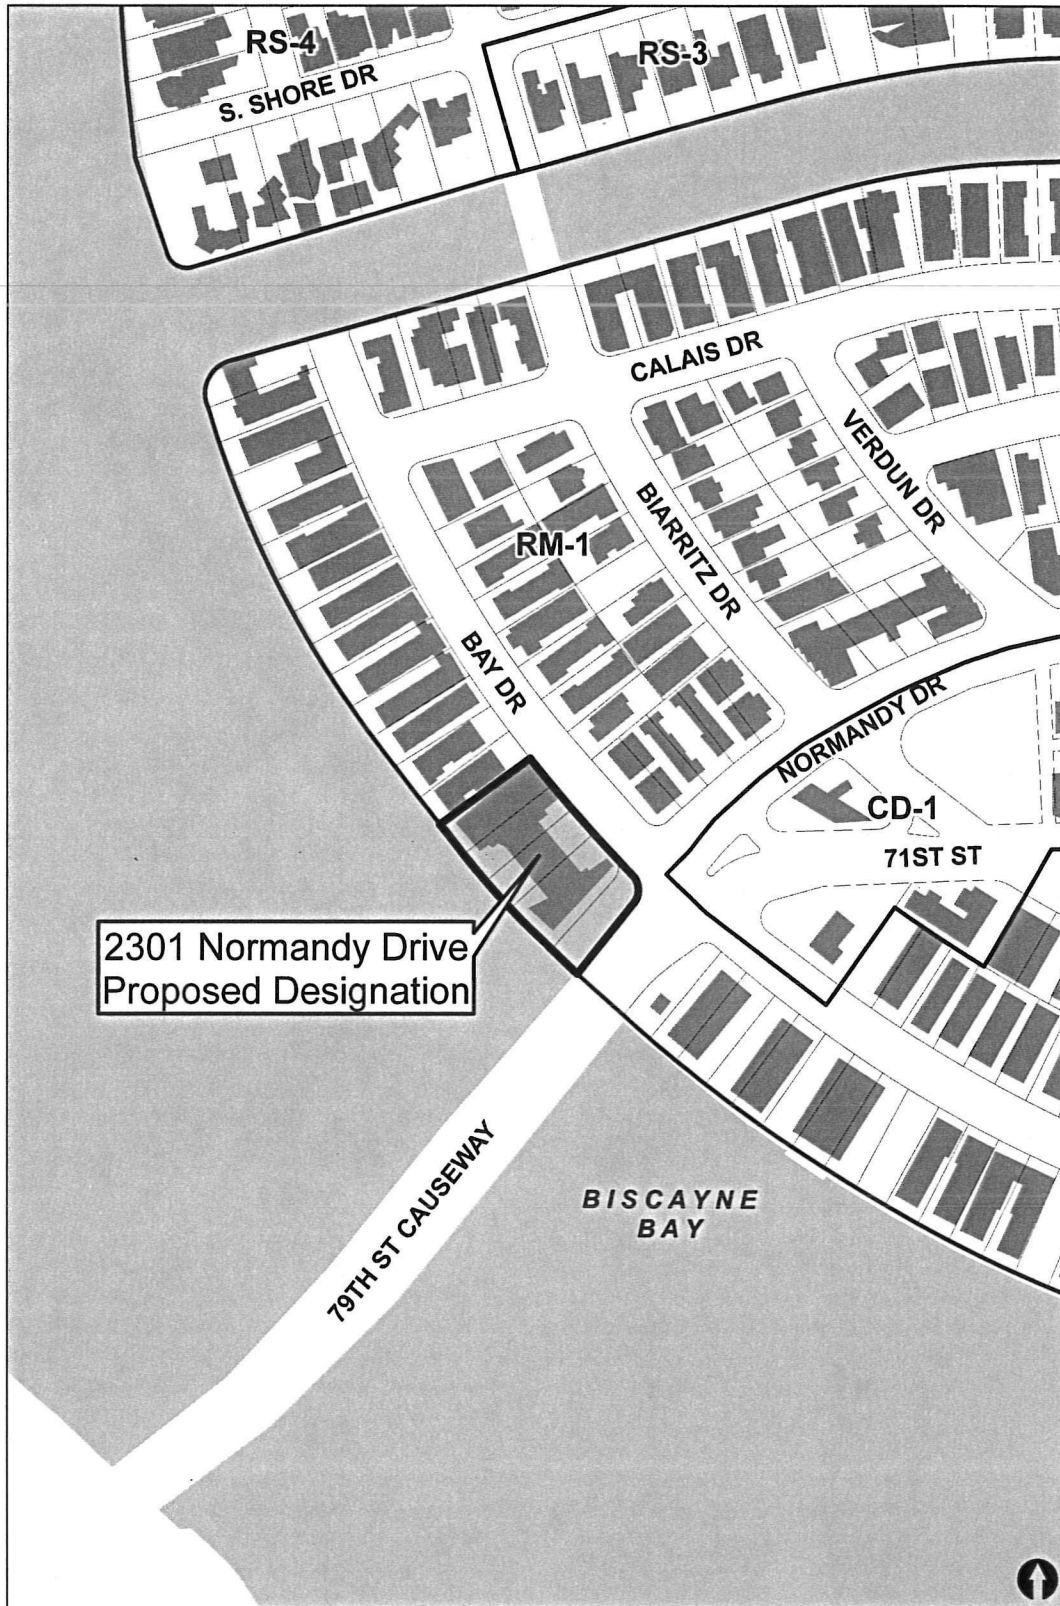 RS-4
RS-3
S. SHORE DR
CALAIS DR
VERDUN DR
BIARRITZ DR
RM-1
BAY DR
NORMANDY DR
CD-1
71ST ST
2301 Normandy Drive
Proposed Designation
79TH ST CAUSEWAY
BISCAYNE
BAY